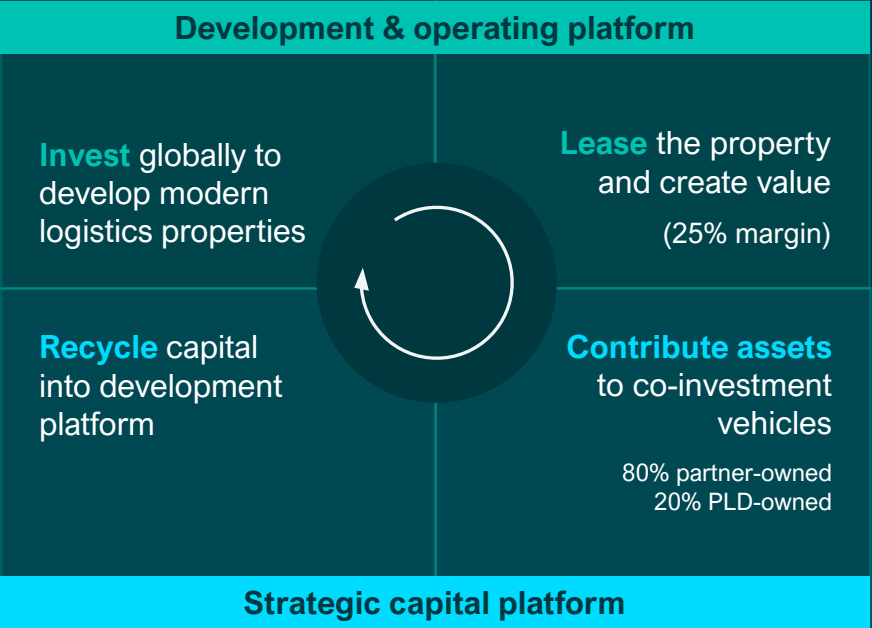 Development & operating platform
Invest globally to
develop modern
logistics properties
Lease the property
and create value
(25% margin)
Recycle capital
into development
platform
Contribute assets
to co-investment
vehicles
80% partner-owned
20% PLD-owned
Strategic capital platform